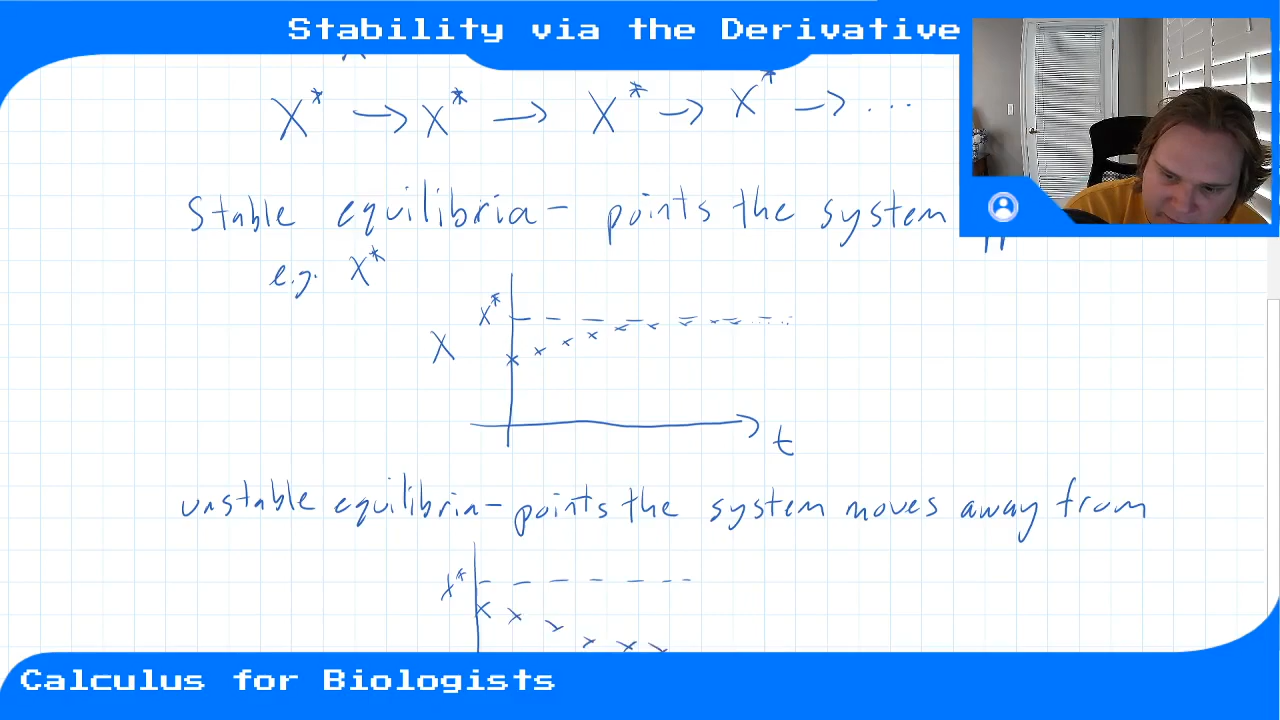 Stability via the Derivative
X* → X* → X* → X* → ...
Stable equilibria - points the system
e.g. X*
X*
X
t
unstable equilibria - points the system moves away from
X*
Calculus for Biologists